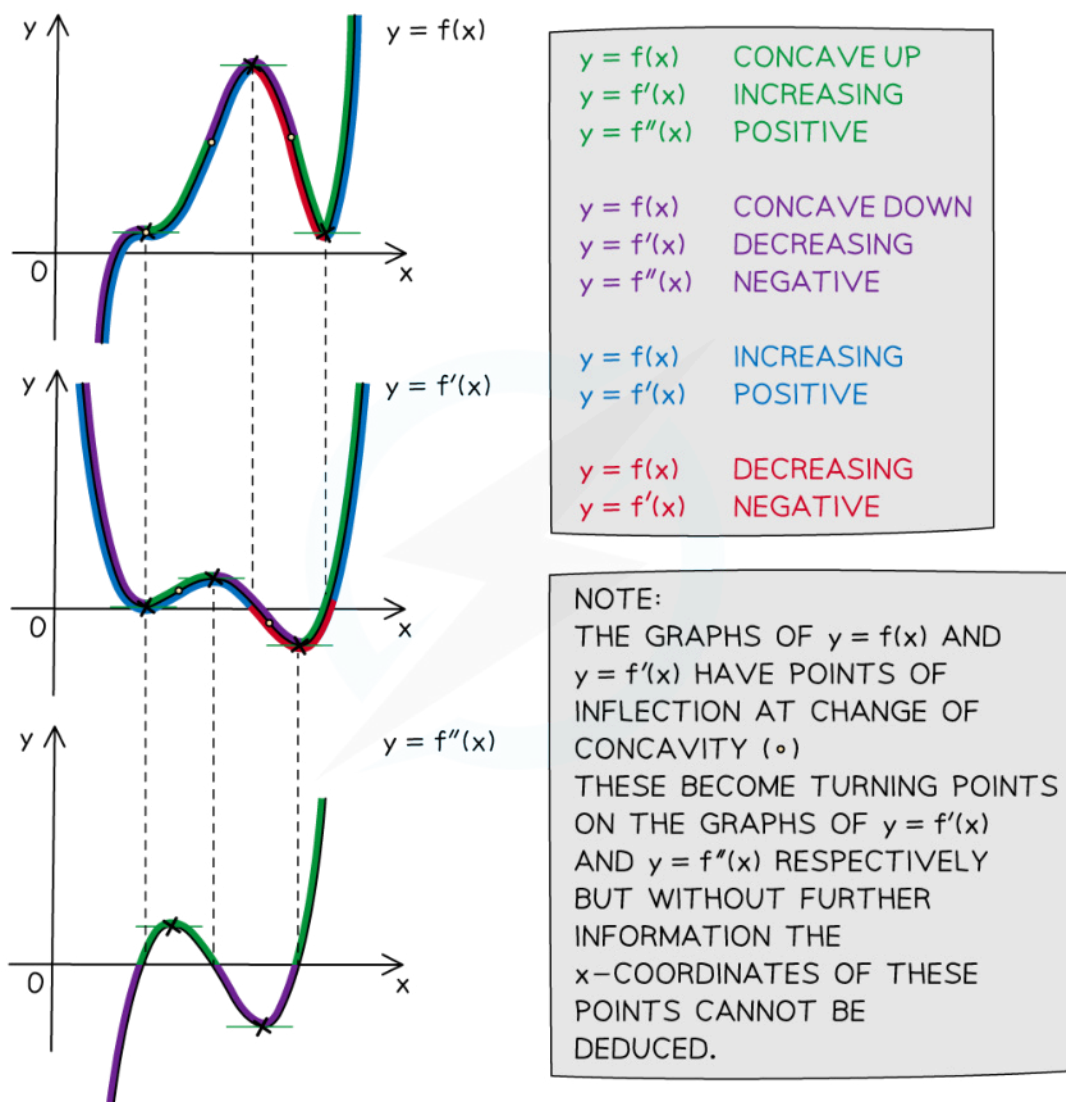 y
y = f(x)
0
x
y
y = f'(x)
0
x
y
y = f"(x)
0
x
y = f(x) CONCAVE UP
y = f'(x) INCREASING
y = f"(x) POSITIVE
y = f(x) CONCAVE DOWN
y = f'(x) DECREASING
y = f"(x) NEGATIVE
y = f(x) INCREASING
y = f'(x) POSITIVE
y = f(x) DECREASING
y = f'(x) NEGATIVE
NOTE:
THE GRAPHS OF y = f(x) AND
y = f'(x) HAVE POINTS OF
INFLECTION AT CHANGE OF
CONCAVITY (∘)
THESE BECOME TURNING POINTS
ON THE GRAPHS OF y = f'(x)
AND y = f"(x) RESPECTIVELY
BUT WITHOUT FURTHER
INFORMATION THE
x-COORDINATES OF THESE
POINTS CANNOT BE
DEDUCED.